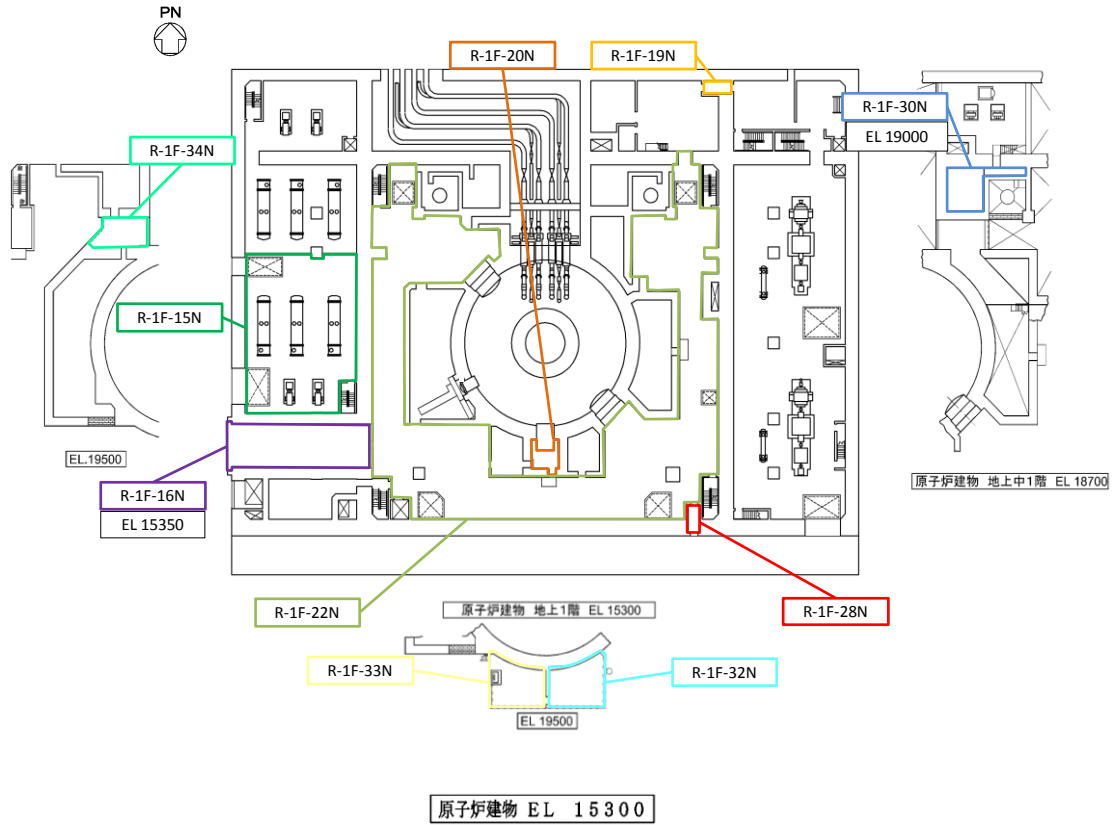 PN
R-1F-20N
R-1F-19N
R-1F-30N
EL 19000
R-1F-34N
R-1F-15N
EL.19500
R-1F-16N
EL 15350
原子炉建物 地上中1階 EL 18700
R-1F-22N
原子炉建物 地上1階 EL 15300
R-1F-28N
R-1F-33N
R-1F-32N
EL 19500
原子炉建物 EL 15300